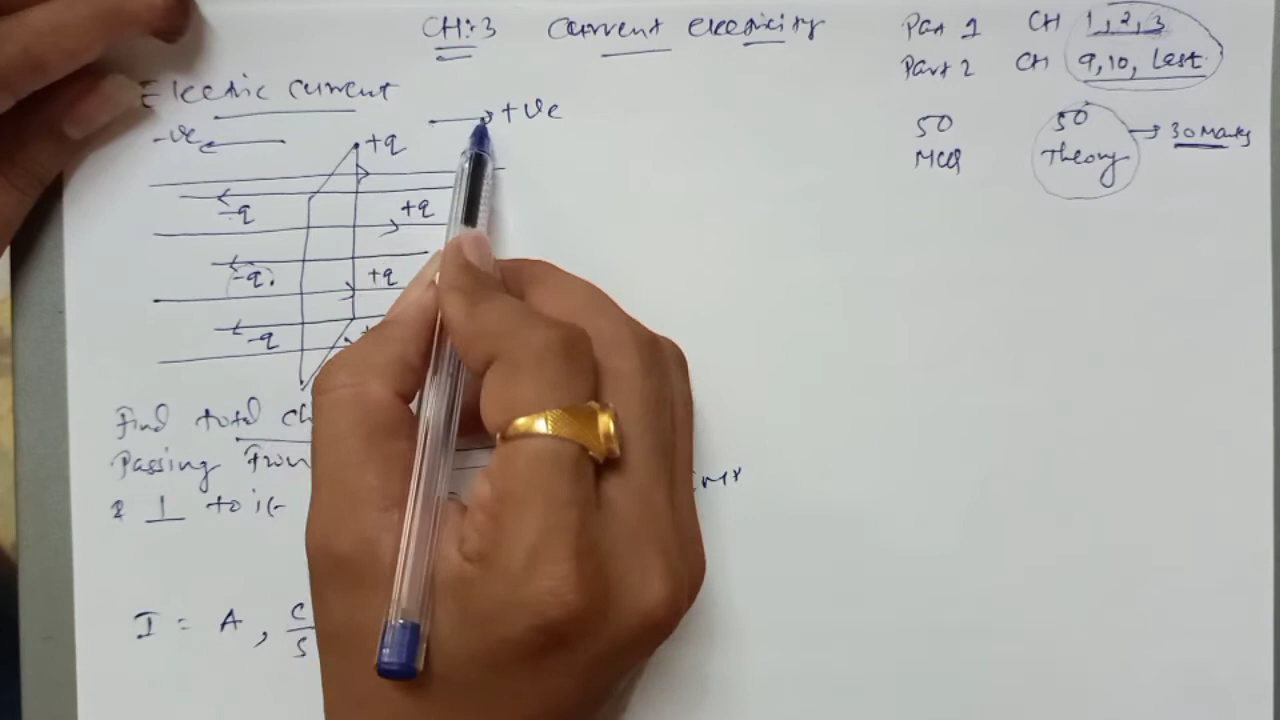 CH:3 Current electricity
Part 1 CH 1,2,3
Part 2 CH 9,10, Last
Electric current
+ve
-ve
50 50 → 30 Marks
MCQ Theory
+q
-q
+q
-q
+q
-q
Find total
Passing From
& ⊥ to it
I = A, C/S